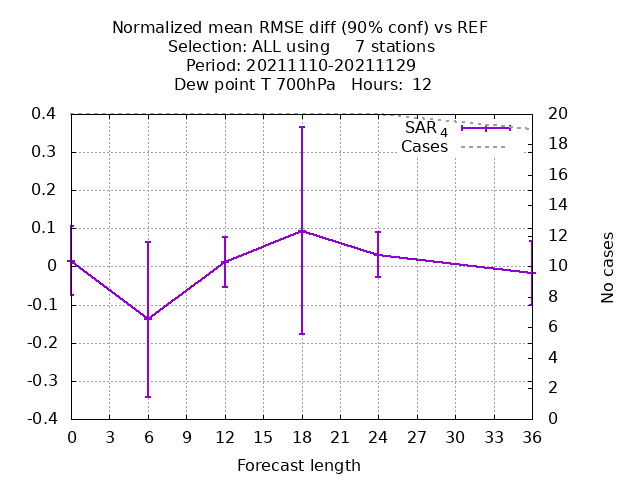 Normalized mean RMSE diff (90% conf) vs REF
Selection: ALL using     7 stations
Period: 20211110-20211129
Dew point T 700hPa   Hours:  12
0.4
0.3
0.2
0.1
0
-0.1
-0.2
-0.3
-0.4
SAR4
Cases
20
18
16
14
12
10
8
6
4
2
0
No cases
0 3 6 9 12 15 18 21 24 27 30 33 36
Forecast length